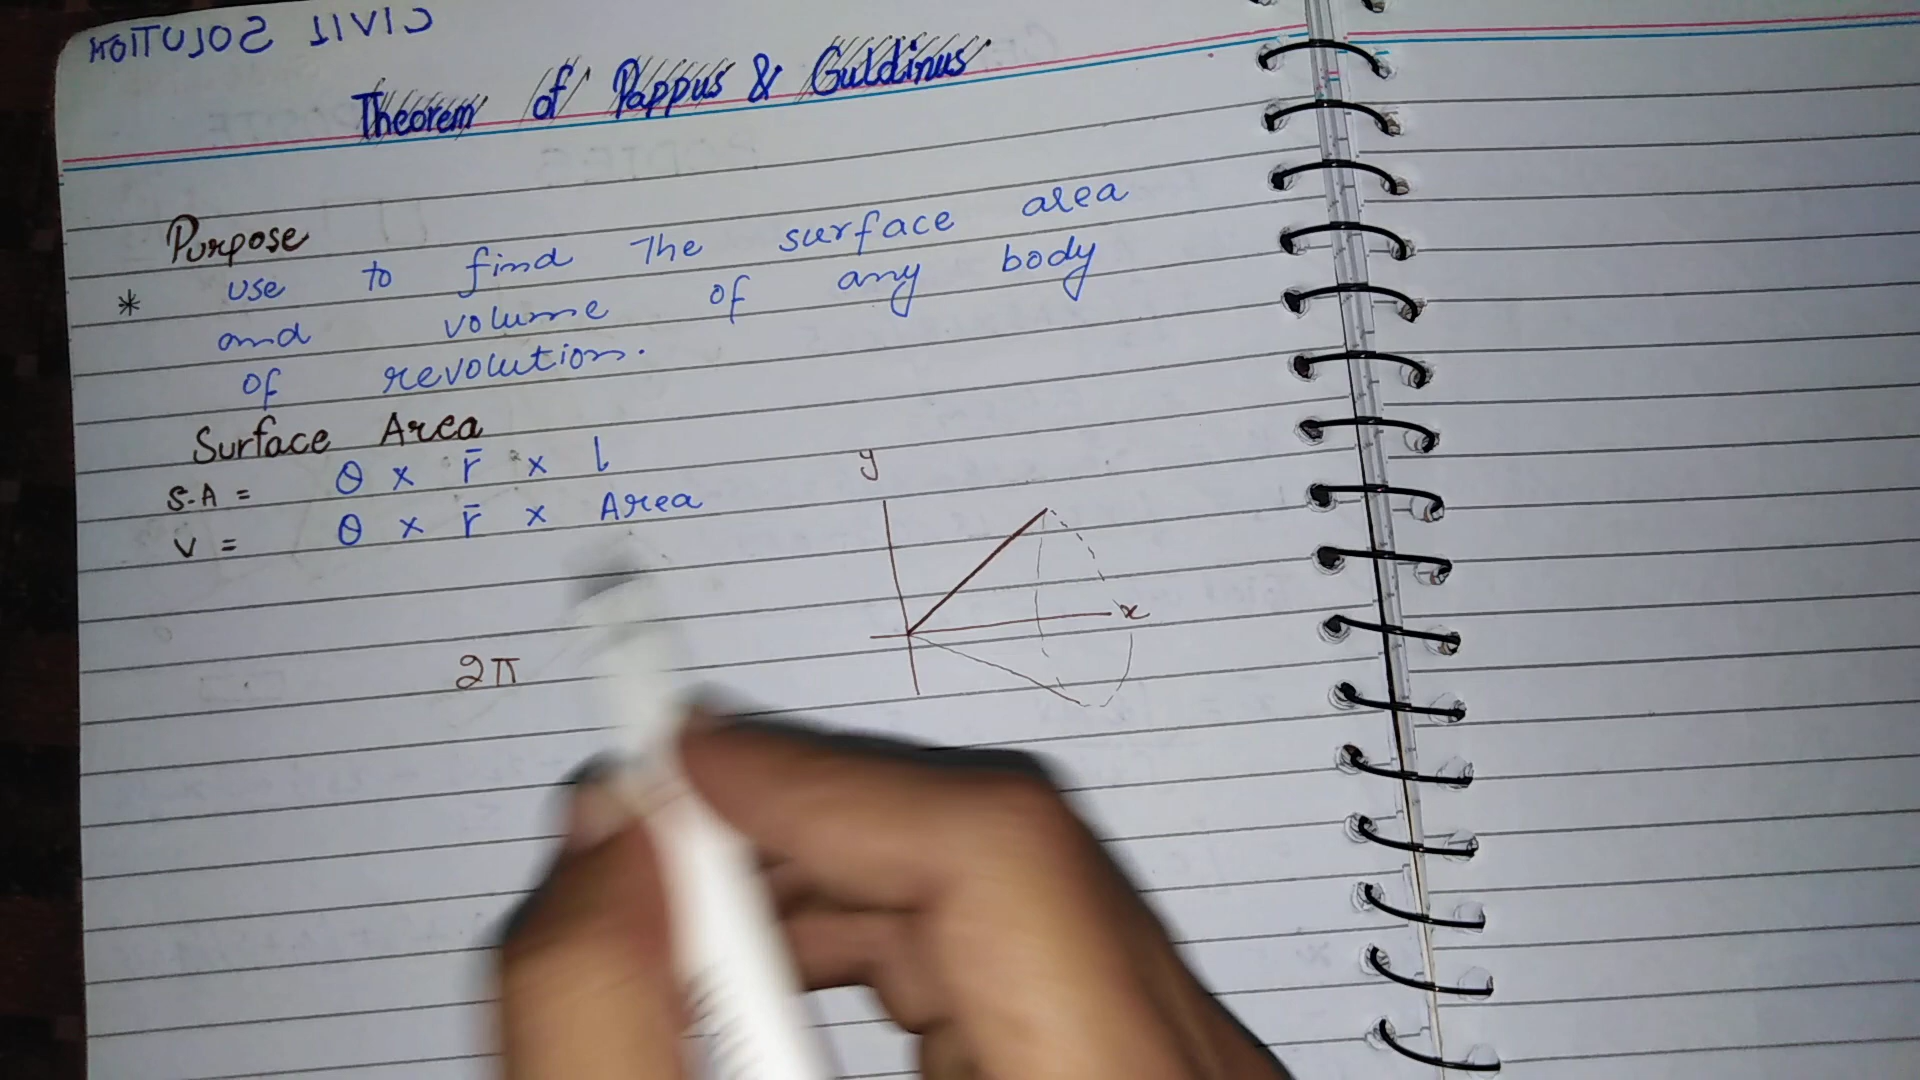 CIVIL SOLUTION
Theorem of Pappus & Guldinus
Purpose
* use to find The surface area
and volume of any body
of revolution.
Surface Area
S.A = θ × r̄ × l
V = θ × r̄ × Area
y
x
2π